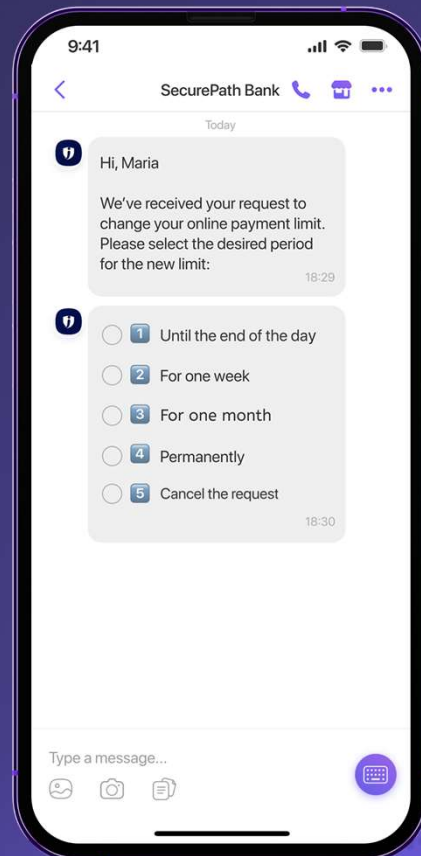 9:41
SecurePath Bank
Today
Hi, Maria
We've received your request to
change your online payment limit.
Please select the desired period
for the new limit:
18:29
1 Until the end of the day
2 For one week
3 For one month
4 Permanently
5 Cancel the request
18:30
Type a message...